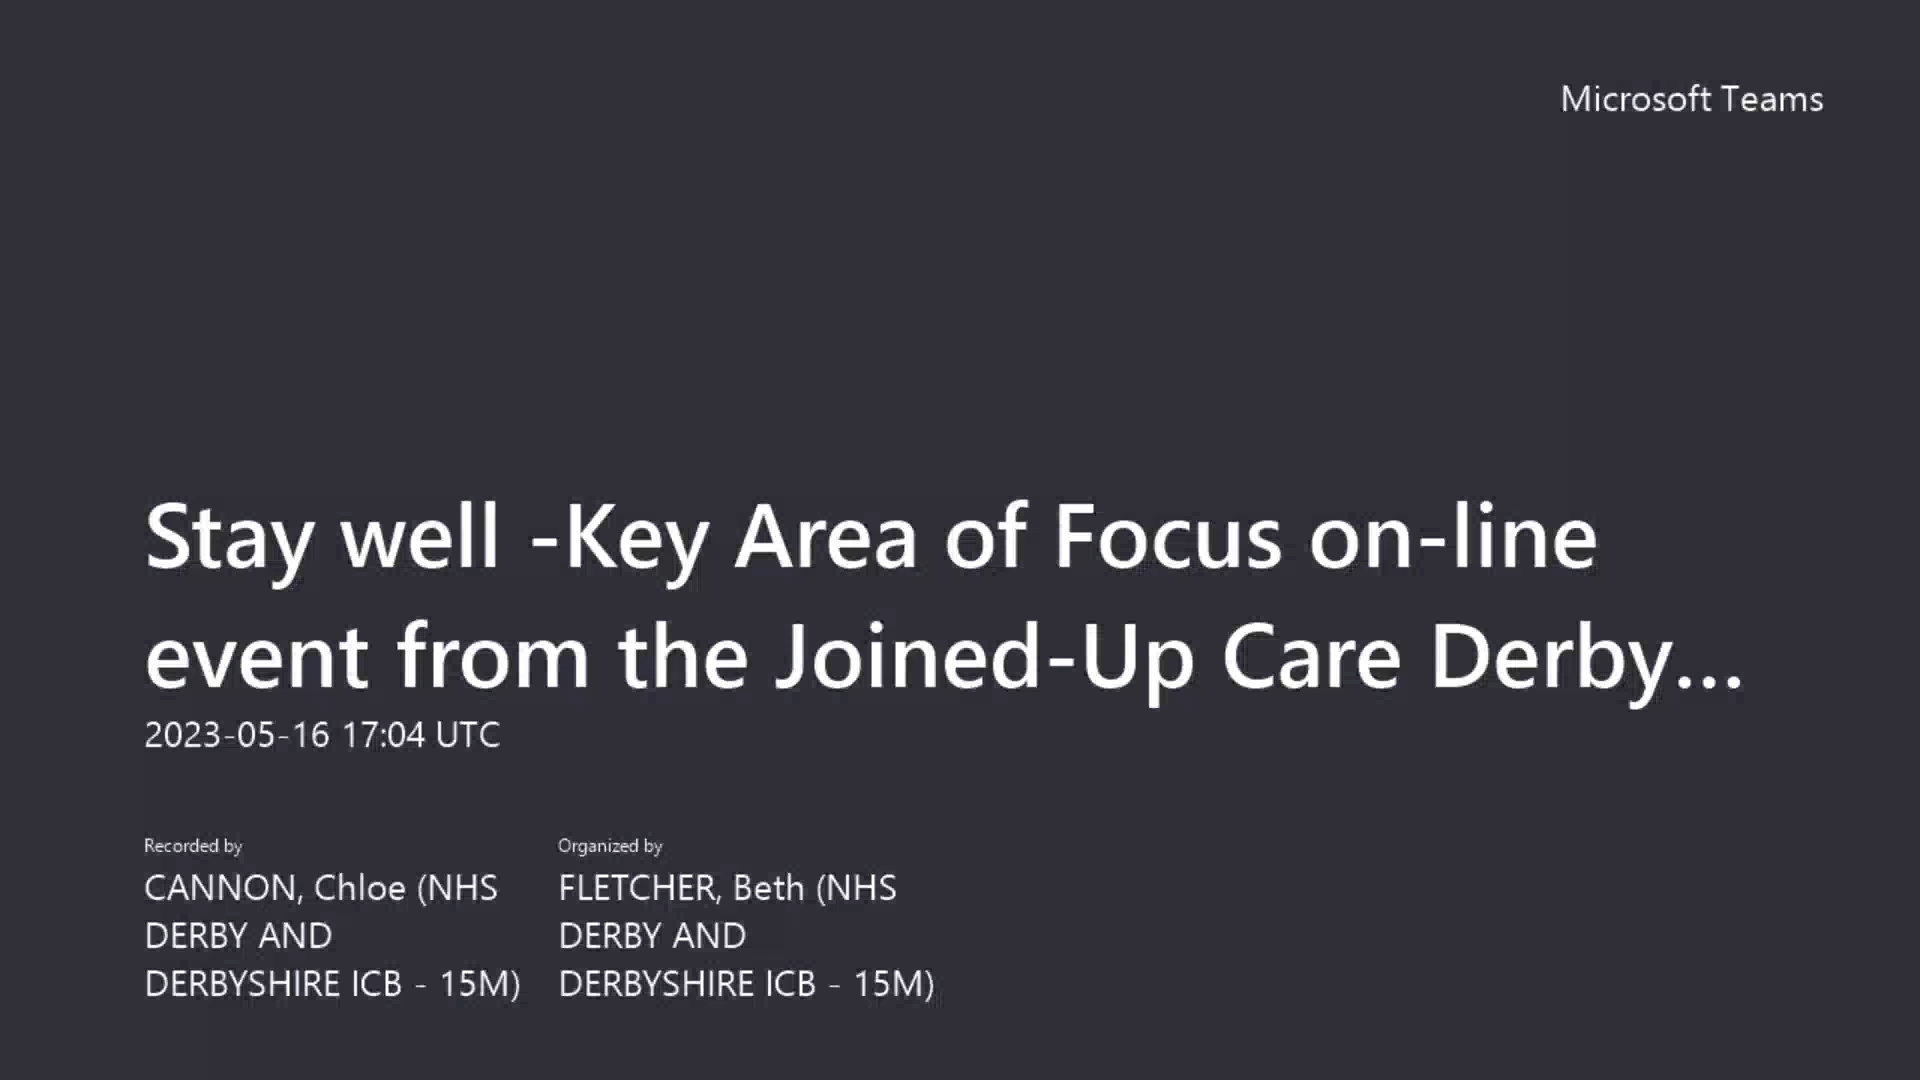 Microsoft Teams
Stay well -Key Area of Focus on-line
event from the Joined-Up Care Derby...
2023-05-16 17:04 UTC
Recorded by
CANNON, Chloe (NHS
DERBY AND
DERBYSHIRE ICB - 15M)
Organized by
FLETCHER, Beth (NHS
DERBY AND
DERBYSHIRE ICB - 15M)